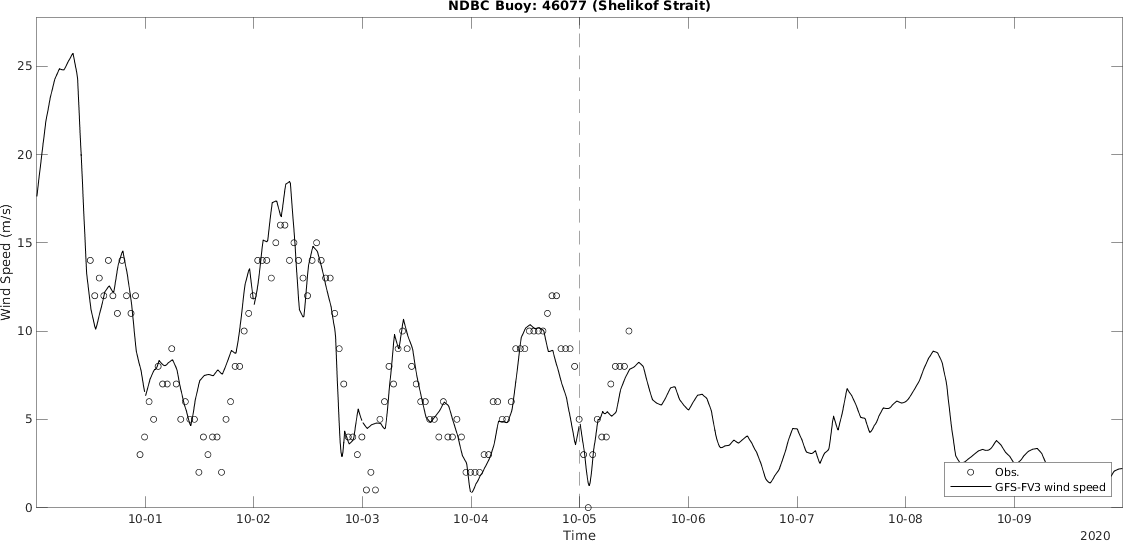 NDBC Buoy: 46077 (Shelikof Strait)
Wind Speed (m/s)
25
20
15
10
5
0
10-01 10-02 10-03 10-04 10-05 10-06 10-07 10-08 10-09
Time
2020
Obs.
GFS-FV3 wind speed